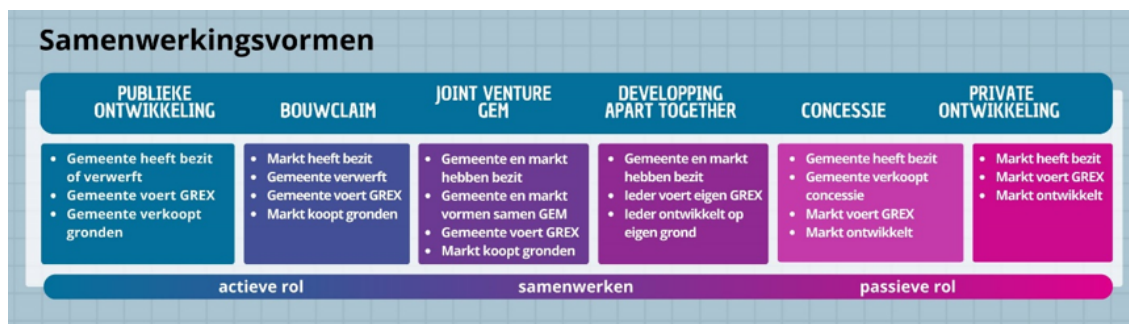 Samenwerkingsvormen
PUBLIEKE
ONTWIKKELING
BOUWCLAIM
JOINT VENTURE
GEM
DEVELOPPING
APART TOGETHER
CONCESSIE
PRIVATE
ONTWIKKELING
• Gemeente heeft bezit
of verwerft
• Gemeente voert GREX
• Gemeente verkoopt
gronden
• Markt heeft bezit
• Gemeente verwerft
• Gemeente voert GREX
• Markt koopt gronden
• Gemeente en markt
hebben bezit
• Gemeente en markt
vormen samen GEM
• Gemeente voert GREX
• Markt koopt gronden
• Gemeente en markt
hebben bezit
• Ieder voert eigen GREX
• Ieder ontwikkelt op
eigen grond
• Gemeente heeft bezit
• Gemeente verkoopt
concessie
• Markt voert GREX
• Markt ontwikkelt
• Markt heeft bezit
• Markt voert GREX
• Markt ontwikkelt
actieve rol
samenwerken
passieve rol